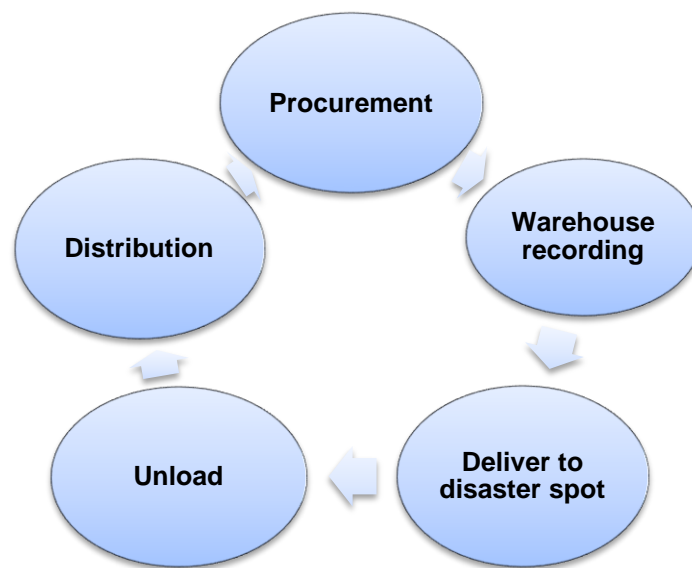 Procurement
Warehouse
recording
Deliver to
disaster spot
Unload
Distribution